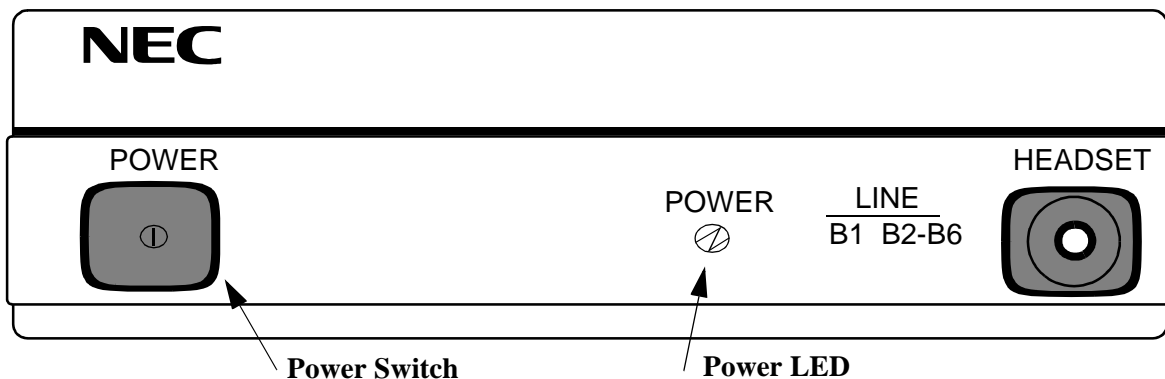 NEC
POWER
HEADSET
POWER
LINE
B1 B2-B6
Power Switch
Power LED